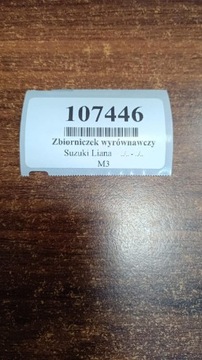 107446
Zbiorniczek wyrównawczy
Suzuki Liana ../.. - ../..
M3